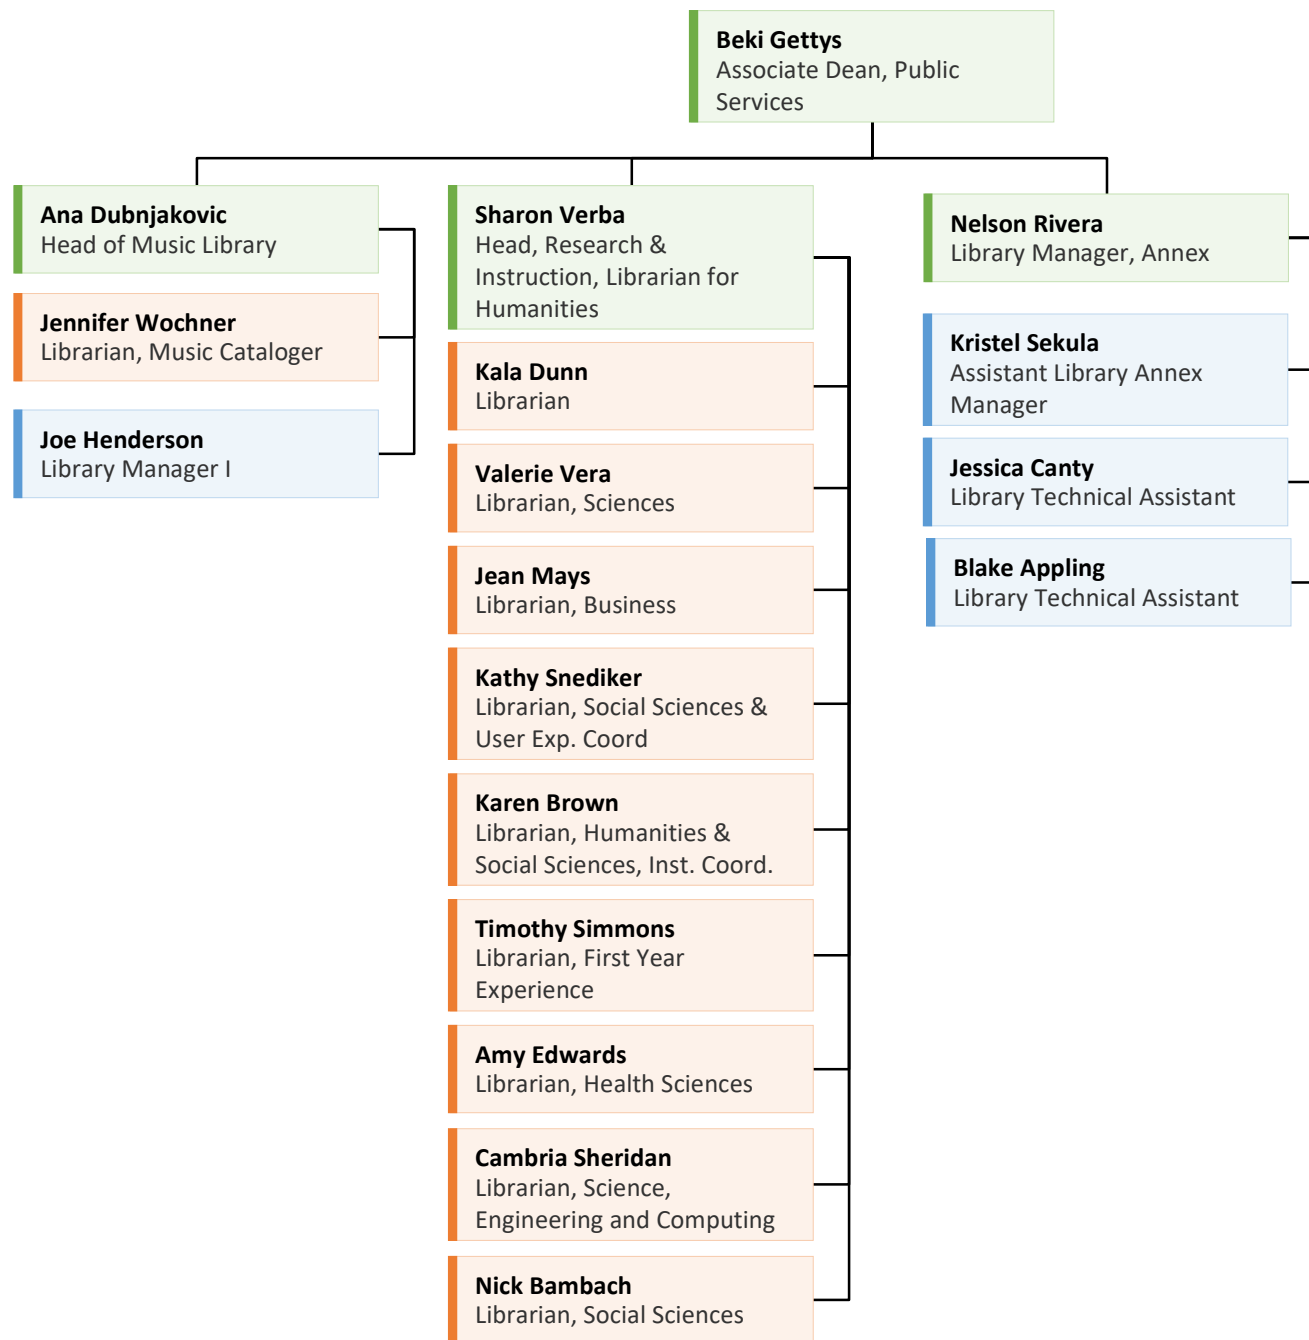 Beki Gettys
Associate Dean, Public
Services
Ana Dubnjakovic
Head of Music Library
Jennifer Wochner
Librarian, Music Cataloger
Joe Henderson
Library Manager I
Sharon Verba
Head, Research &
Instruction, Librarian for
Humanities
Kala Dunn
Librarian
Valerie Vera
Librarian, Sciences
Jean Mays
Librarian, Business
Kathy Snediker
Librarian, Social Sciences &
User Exp. Coord
Karen Brown
Librarian, Humanities &
Social Sciences, Inst. Coord.
Timothy Simmons
Librarian, First Year
Experience
Amy Edwards
Librarian, Health Sciences
Cambria Sheridan
Librarian, Science,
Engineering and Computing
Nick Bambach
Librarian, Social Sciences
Nelson Rivera
Library Manager, Annex
Kristel Sekula
Assistant Library Annex
Manager
Jessica Canty
Library Technical Assistant
Blake Appling
Library Technical Assistant